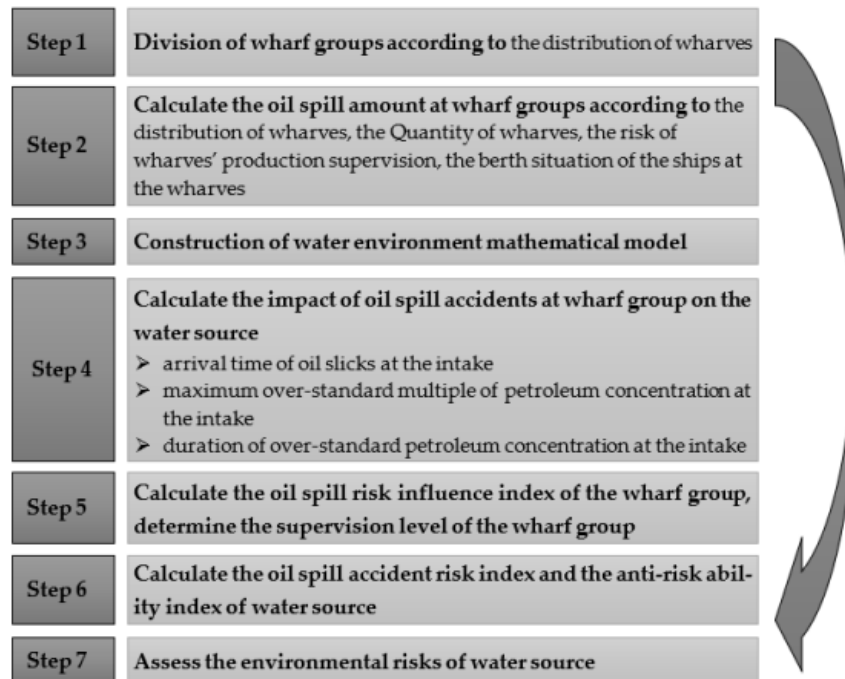 Step 1
Division of wharf groups according to the distribution of wharves
Step 2
Calculate the oil spill amount at wharf groups according to the
distribution of wharves, the Quantity of wharves, the risk of
wharves’ production supervision, the berth situation of the ships at
the wharves
Step 3
Construction of water environment mathematical model
Step 4
Calculate the impact of oil spill accidents at wharf group on the
water source
➢ arrival time of oil slicks at the intake
➢ maximum over-standard multiple of petroleum concentration at
the intake
➢ duration of over-standard petroleum concentration at the intake
Step 5
Calculate the oil spill risk influence index of the wharf group,
determine the supervision level of the wharf group
Step 6
Calculate the oil spill accident risk index and the anti-risk abil-
ity index of water source
Step 7
Assess the environmental risks of water source